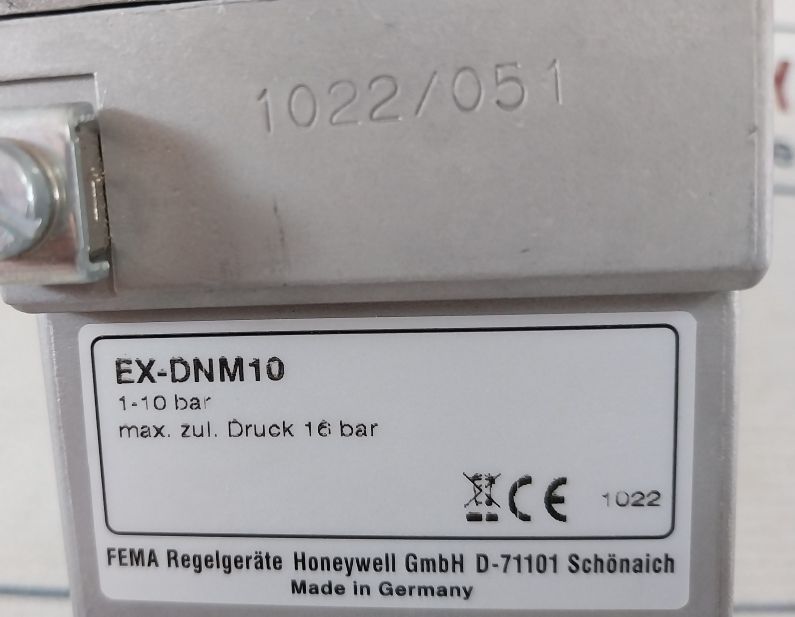 1022/051
EX-DNM10
1-10 bar
max. zul. Druck 16 bar
CE 1022
FEMA Regelgeräte Honeywell GmbH D-71101 Schönaich
Made in Germany